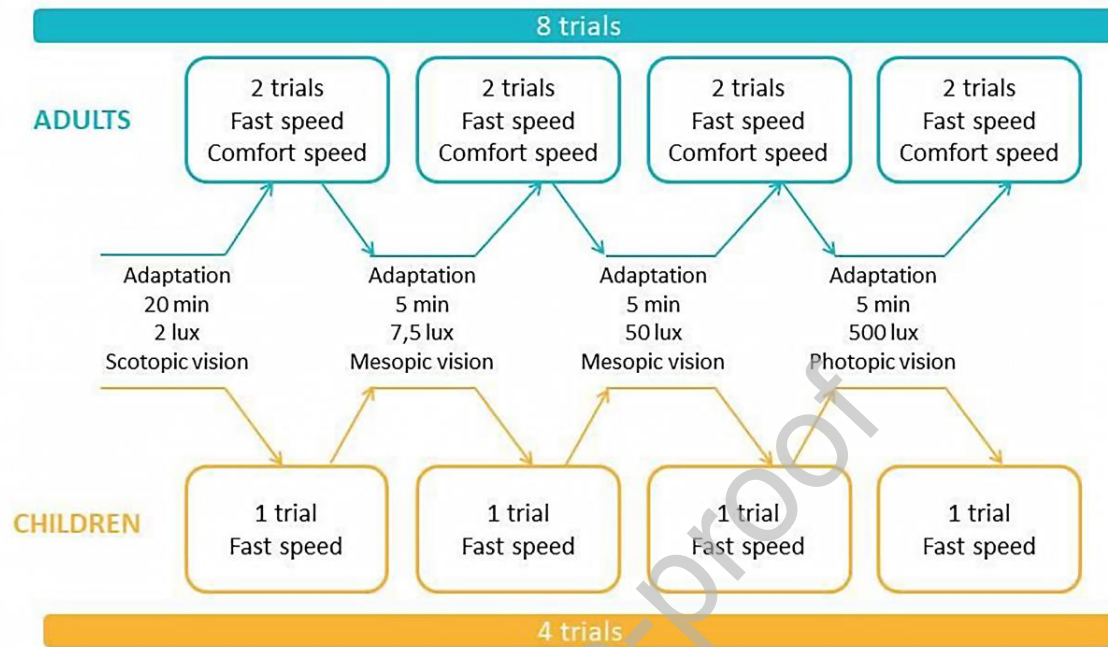 8 trials
ADULTS
2 trials
Fast speed
Comfort speed
2 trials
Fast speed
Comfort speed
2 trials
Fast speed
Comfort speed
2 trials
Fast speed
Comfort speed
Adaptation
20 min
2 lux
Scotopic vision
Adaptation
5 min
7,5 lux
Mesopic vision
Adaptation
5 min
50 lux
Mesopic vision
Adaptation
5 min
500 lux
Photopic vision
CHILDREN
1 trial
Fast speed
1 trial
Fast speed
1 trial
Fast speed
1 trial
Fast speed
4 trials
-proof